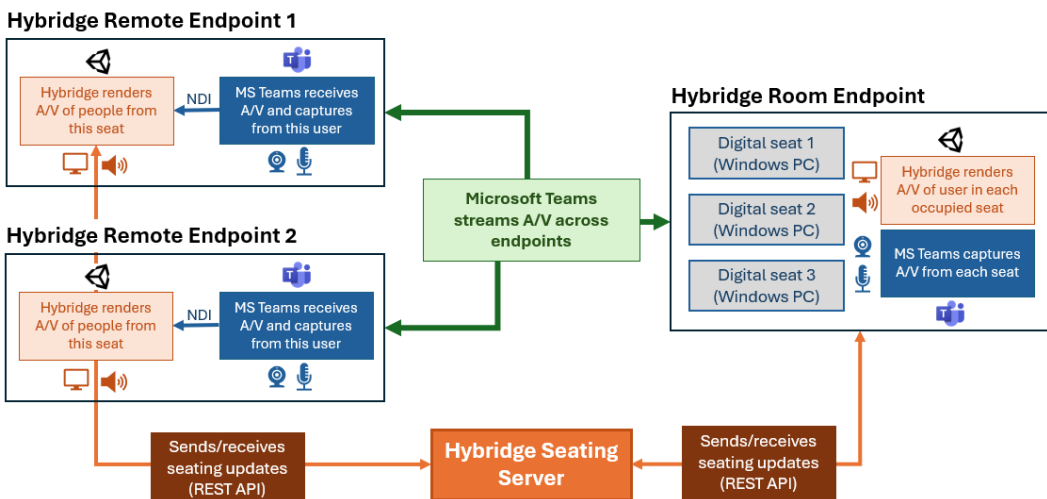 Hybridge Remote Endpoint 1
Hybridge renders
A/V of people from
this seat
NDI
T
MS Teams receives
A/V and captures
from this user
Hybridge Remote Endpoint 2
Hybridge renders
A/V of people from
this seat
NDI
T
MS Teams receives
A/V and captures
from this user
Microsoft Teams
streams A/V across
endpoints
Hybridge Room Endpoint
Digital seat 1
(Windows PC)
Digital seat 2
(Windows PC)
Digital seat 3
(Windows PC)
Hybridge renders
A/V of user in each
occupied seat
MS Teams captures
A/V from each seat
T
Sends/receives
seating updates
(REST API)
Hybridge Seating
Server
Sends/receives
seating updates
(REST API)